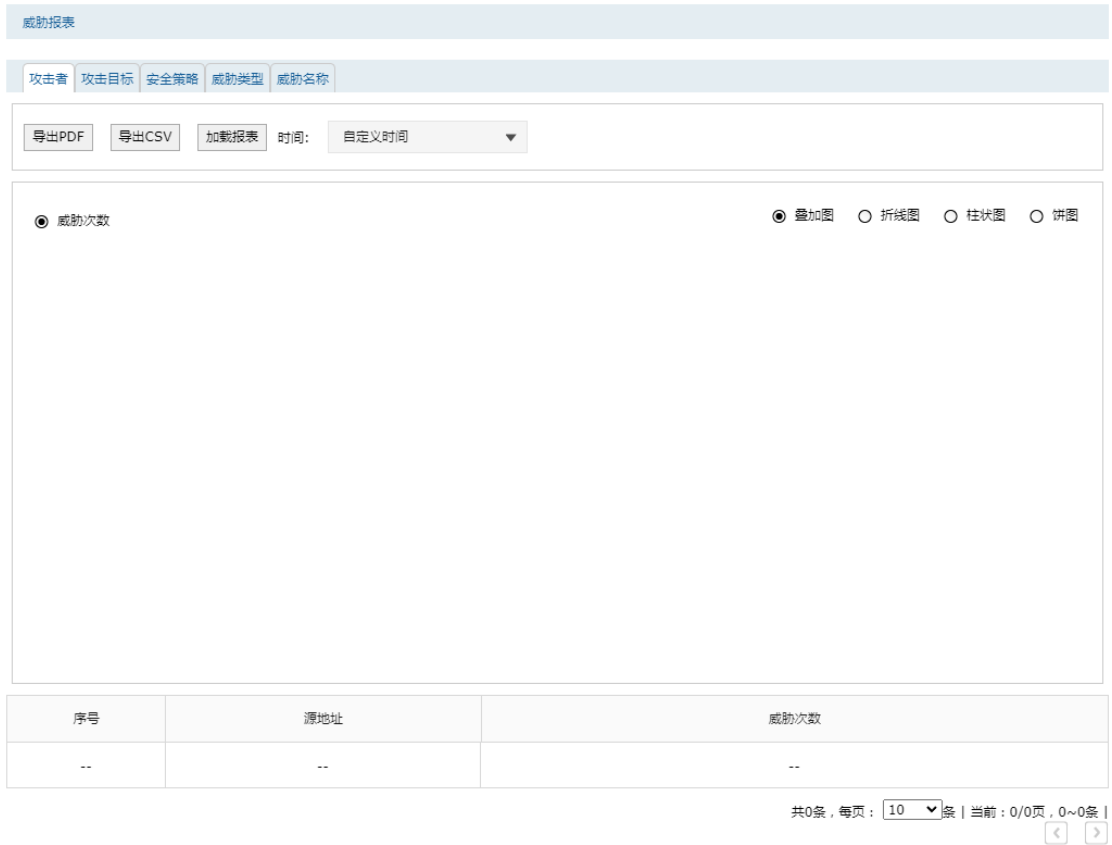 威胁报表
攻击者 攻击目标 安全策略 威胁类型 威胁名称
导出PDF 导出CSV 加载报表 时间: 自定义时间
威胁次数 叠加图 折线图 柱状图 饼图
序号 源地址 威胁次数
-- -- --
共0条，每页： 10 条 | 当前：0/0页，0~0条 |